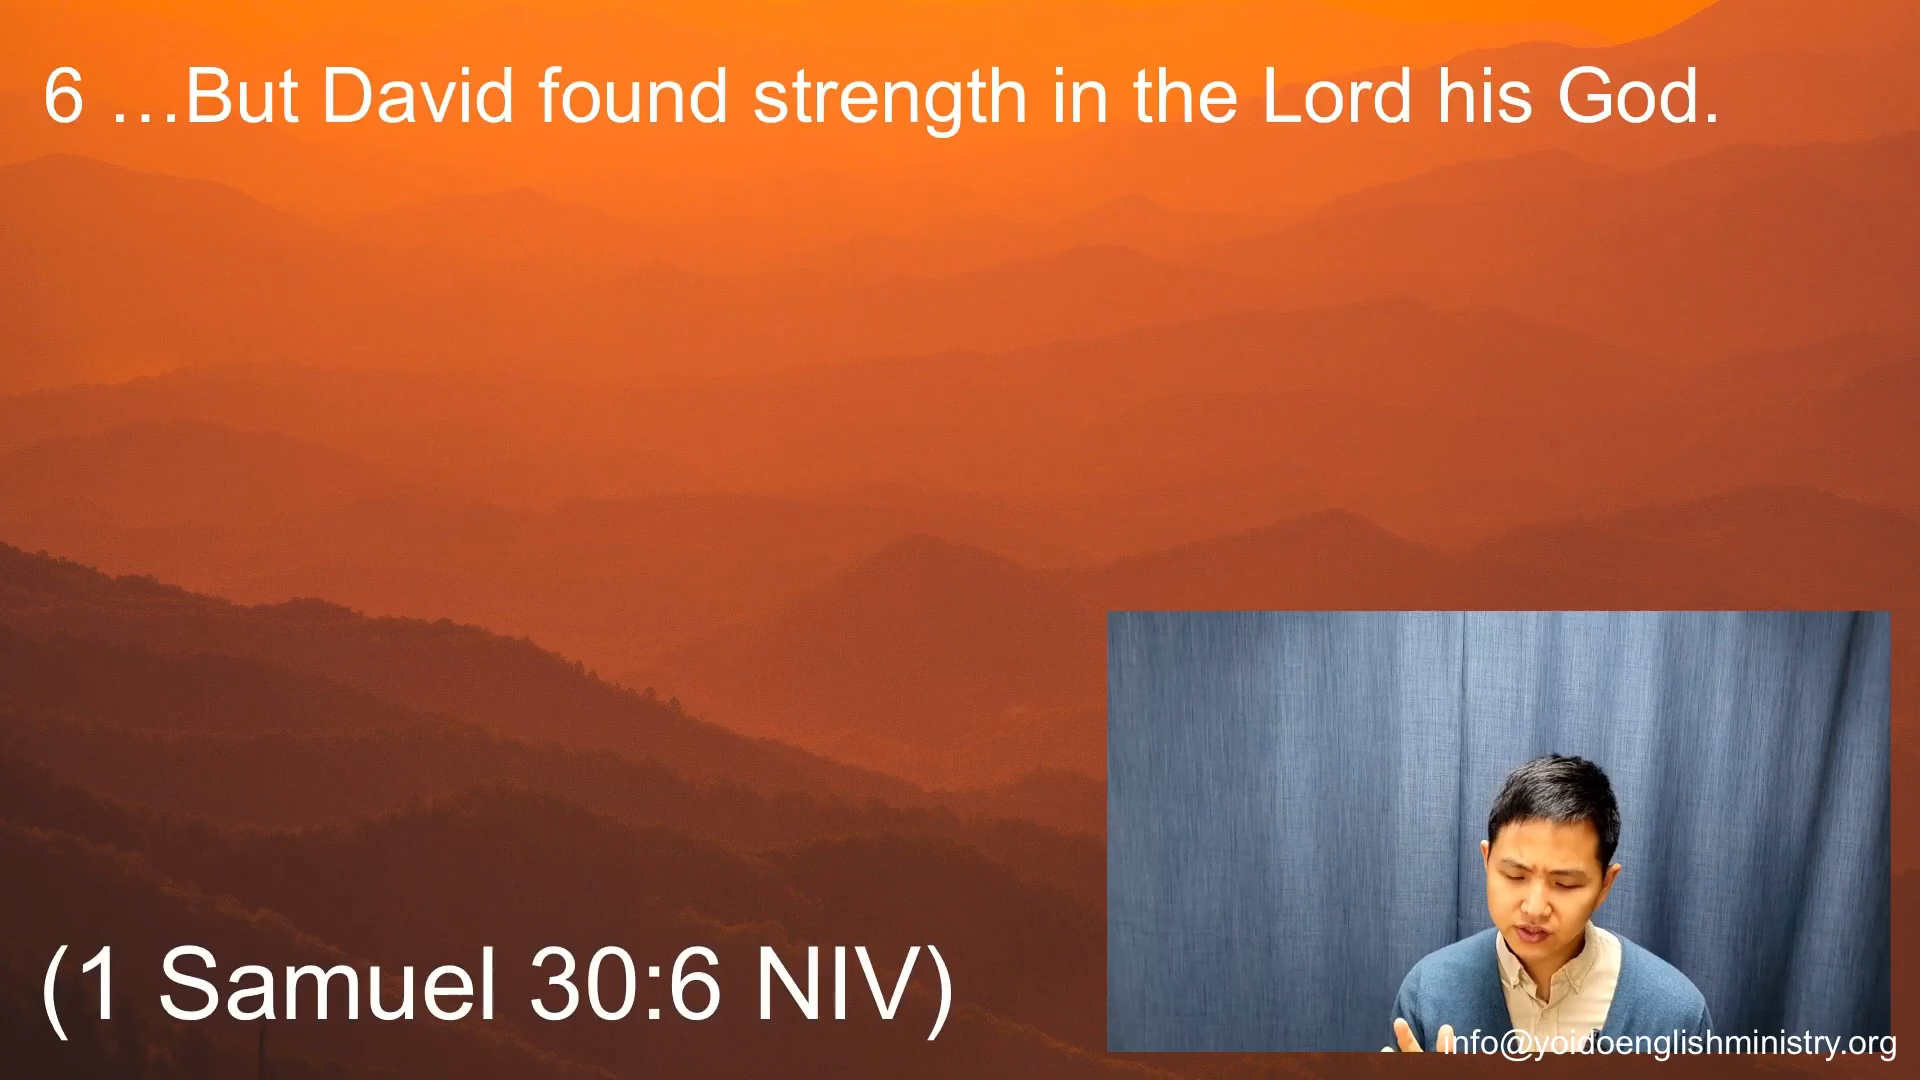 6 …But David found strength in the Lord his God.
(1 Samuel 30:6 NIV)
info@yoidoenglishministry.org